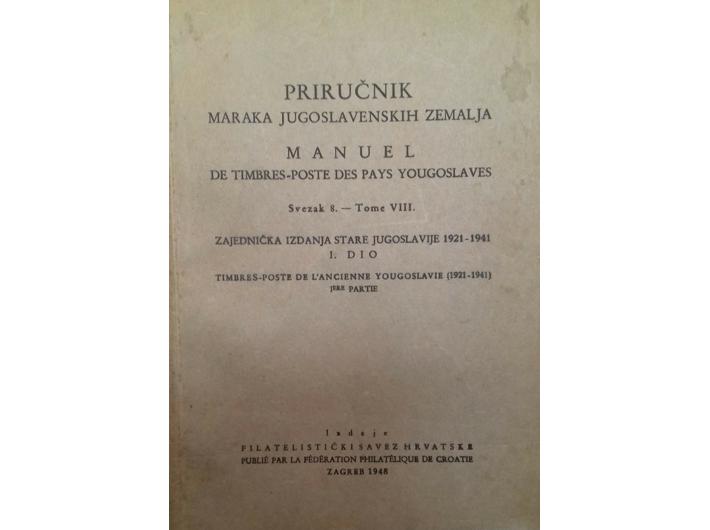 PRIRUČNIK
MARAKA JUGOSLAVENSKIH ZEMALJA
MANUEL
DE TIMBRES-POSTE DES PAYS YOUGOSLAVES
Svezak 8. — Tome VIII.
ZAJEDNIČKA IZDANJA STARE JUGOSLAVIJE 1921-1941
I. DIO
TIMBRES-POSTE DE L'ANCIENNE YOUGOSLAVIE (1921-1941)
IERE PARTIE
Izdaje
FILATELISTIČKI SAVEZ HRVATSKE
PUBLIÉ PAR LA FÉDÉRATION PHILATÉLIQUE DE CROATIE
ZAGREB 1948